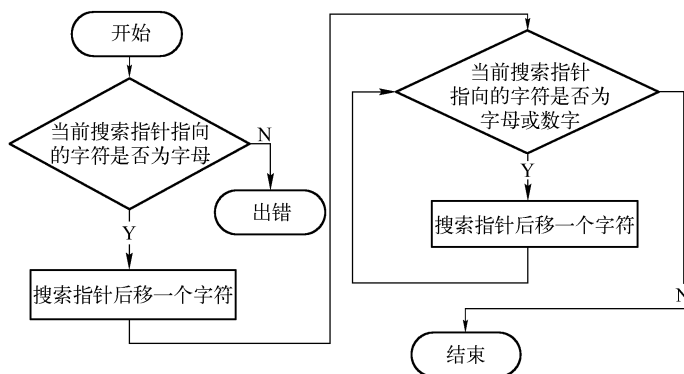 开始
当前搜索指针指向
的字符是否为字母
N
出错
Y
搜索指针后移一个字符
当前搜索指针
指向的字符是否为
字母或数字
Y
搜索指针后移一个字符
N
结束